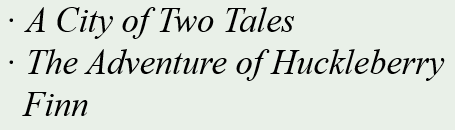 · A City of Two Tales
· The Adventure of Huckleberry
Finn